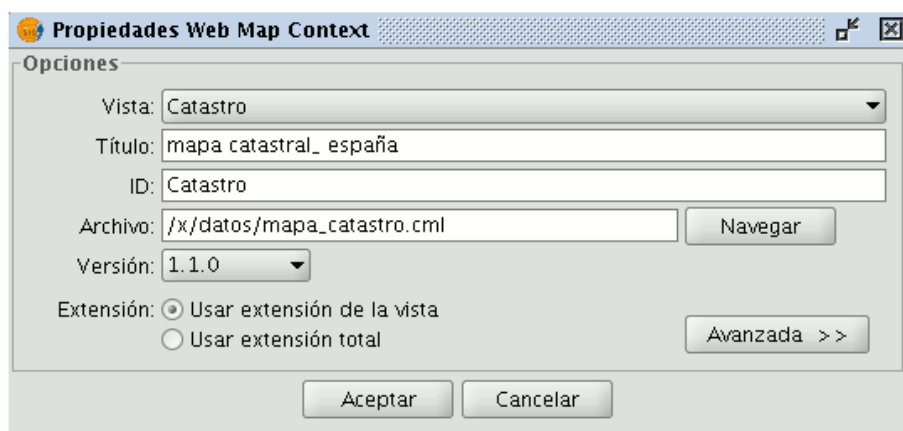 Propiedades Web Map Context
Opciones
Vista: Catastro
Título: mapa catastral_ españa
ID: Catastro
Archivo: /x/datos/mapa_catastro.cml Navegar
Versión: 1.1.0
Extensión: Usar extensión de la vista
Usar extensión total
Avanzada >>
Aceptar Cancelar